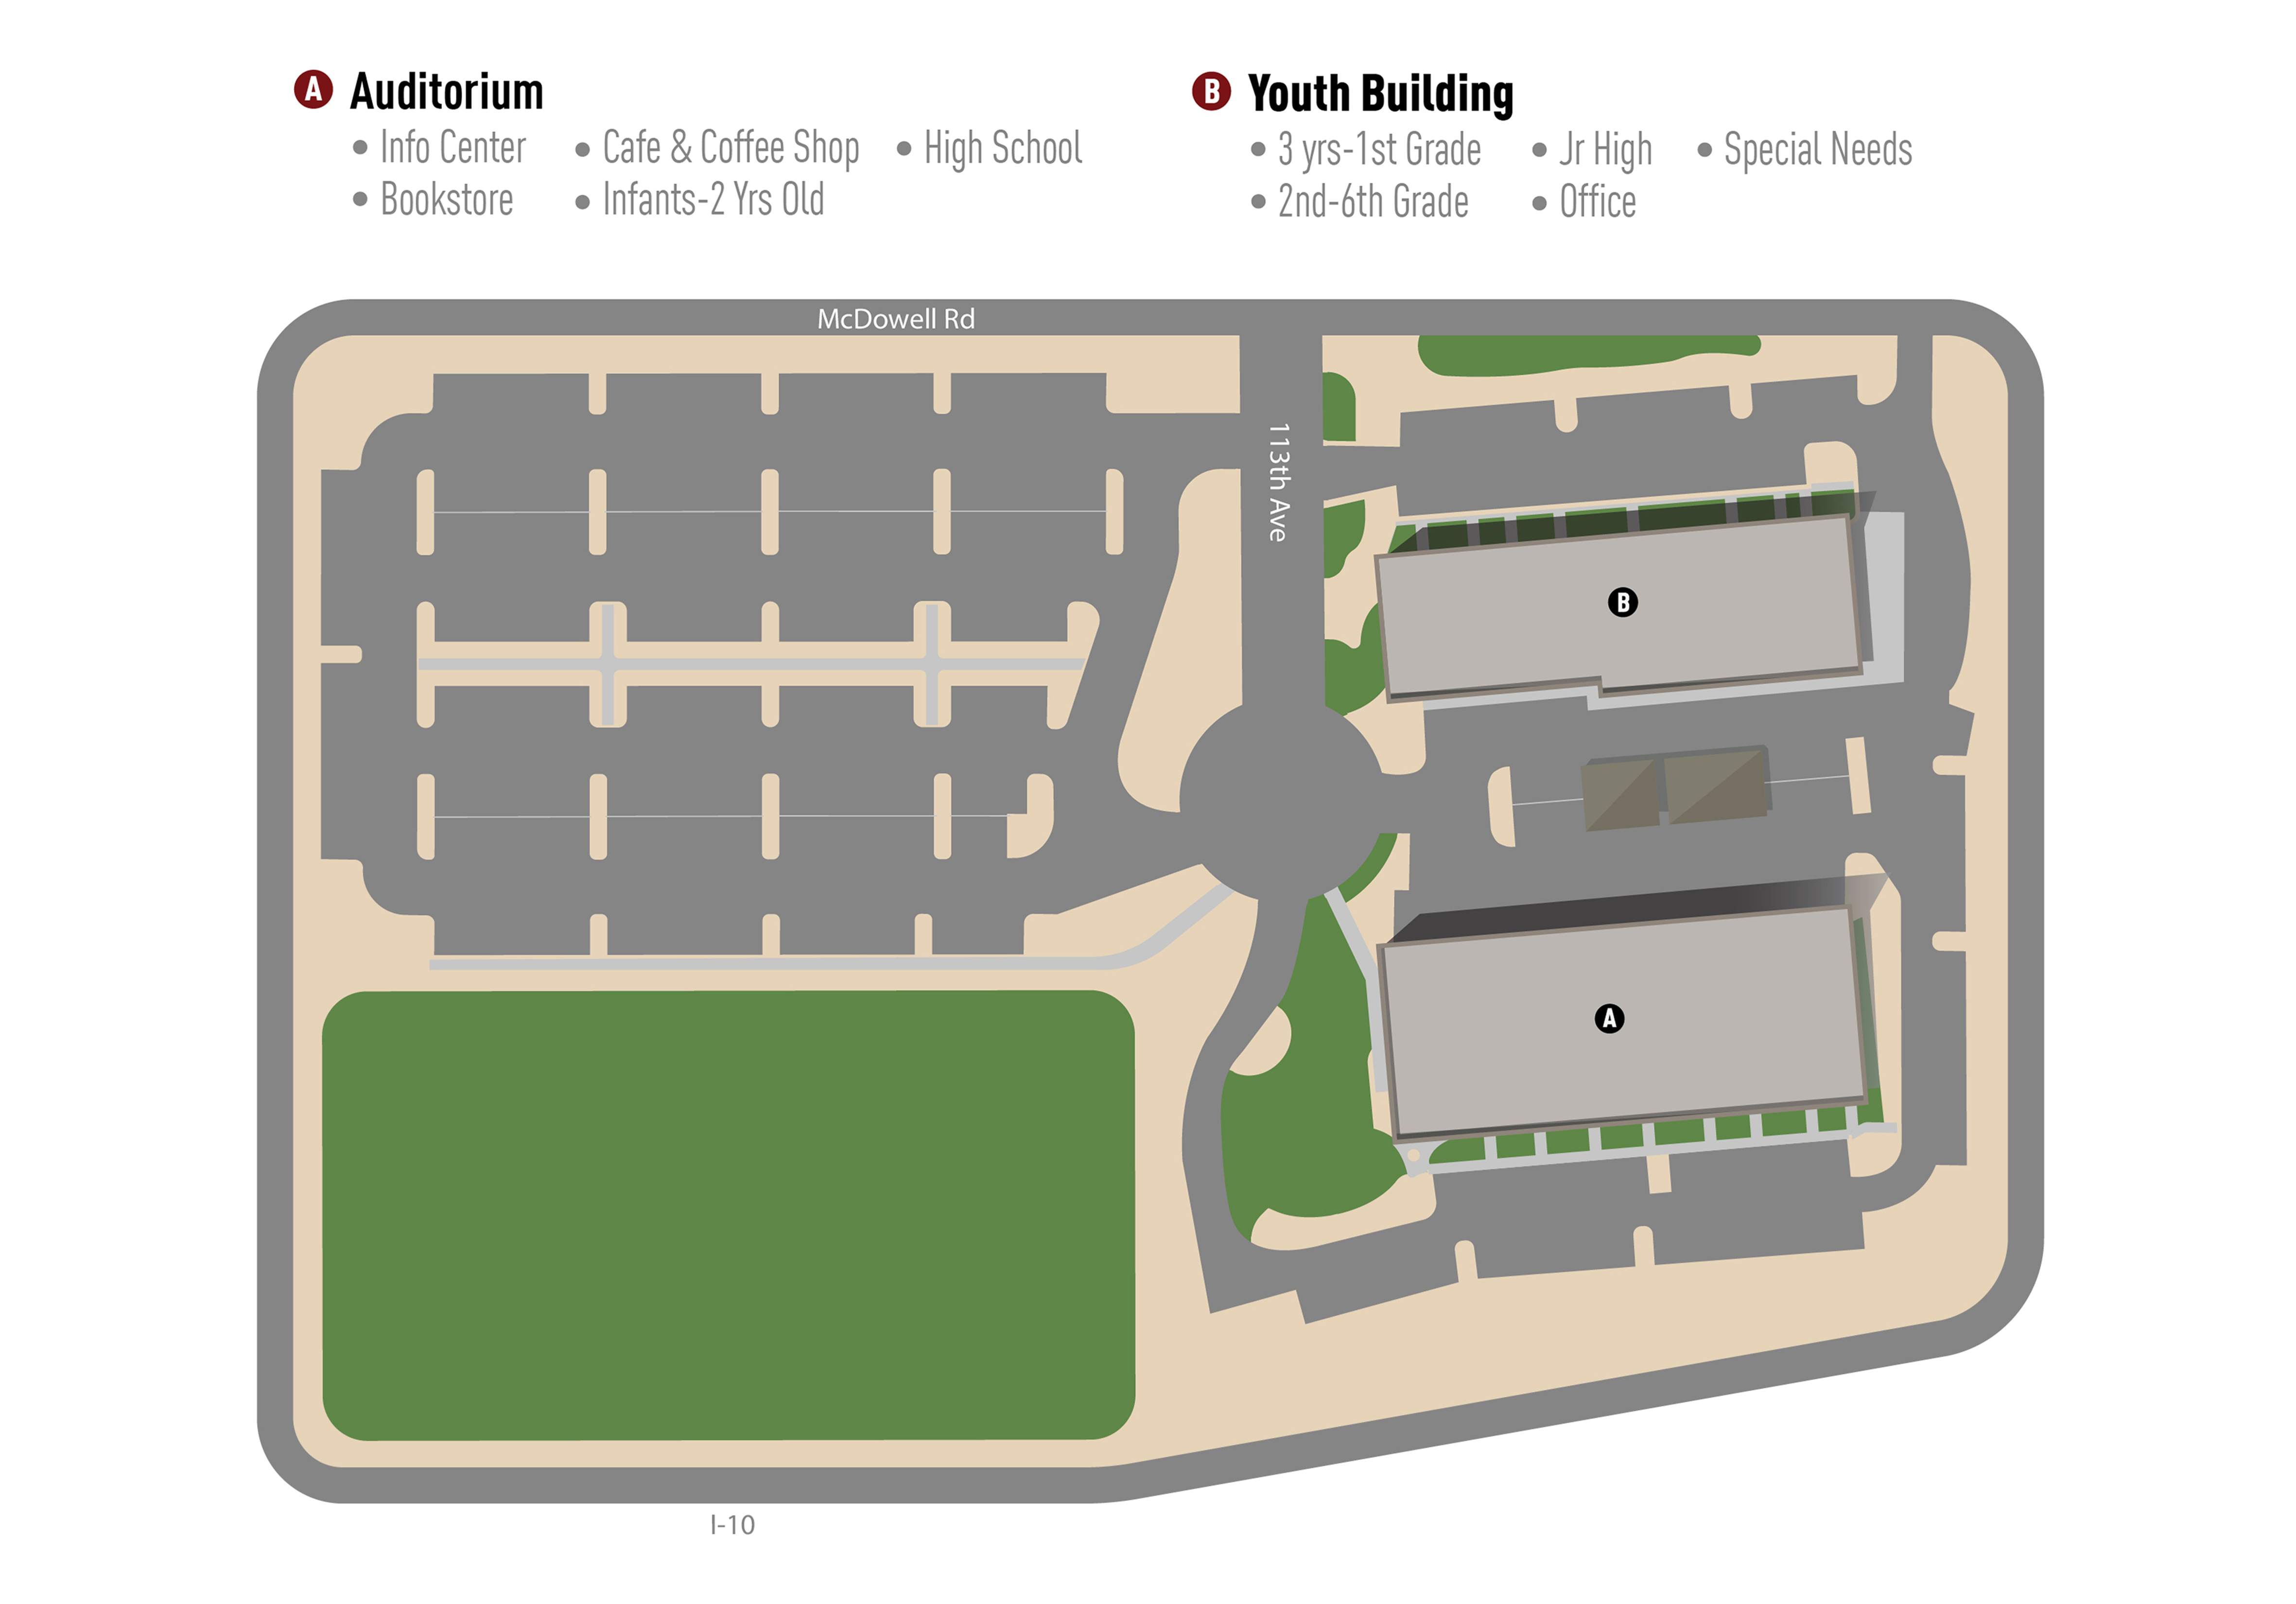 A Auditorium
• Info Center
• Cafe & Coffee Shop
• High School
• Bookstore
• Infants-2 Yrs Old
B Youth Building
• 3 yrs-1st Grade
• Jr High
• Special Needs
• 2nd-6th Grade
• Office
McDowell Rd
113th Ave
B
A
I-10